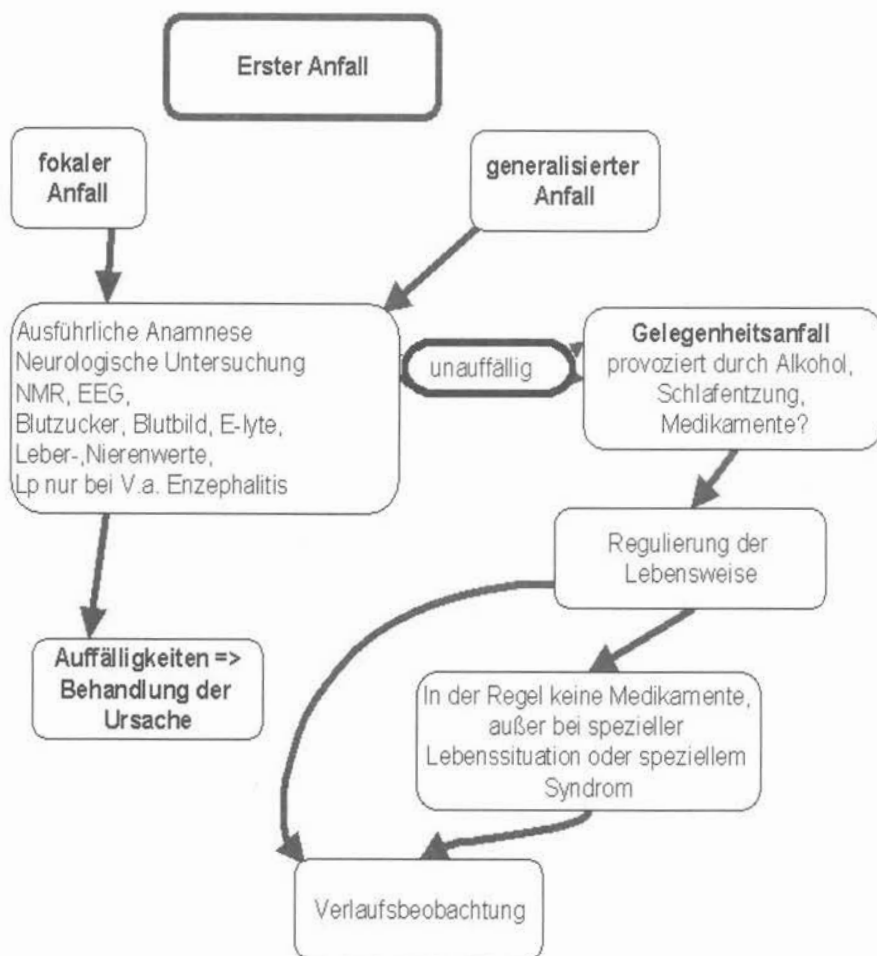 Erster Anfall
fokaler
Anfall
generalisierter
Anfall
Ausführliche Anamnese
Neurologische Untersuchung
NMR, EEG,
Blutzucker, Blutbild, E-lyte,
Leber-,Nierenwerte,
Lp nur bei V.a. Enzephalitis
unauffällig
Gelegenheitsanfall
provoziert durch Alkohol,
Schlafentzung,
Medikamente?
Regulierung der
Lebensweise
Auffälligkeiten =>
Behandlung der
Ursache
In der Regel keine Medikamente,
außer bei spezieller
Lebenssituation oder speziellem
Syndrom
Verlaufsbeobachtung